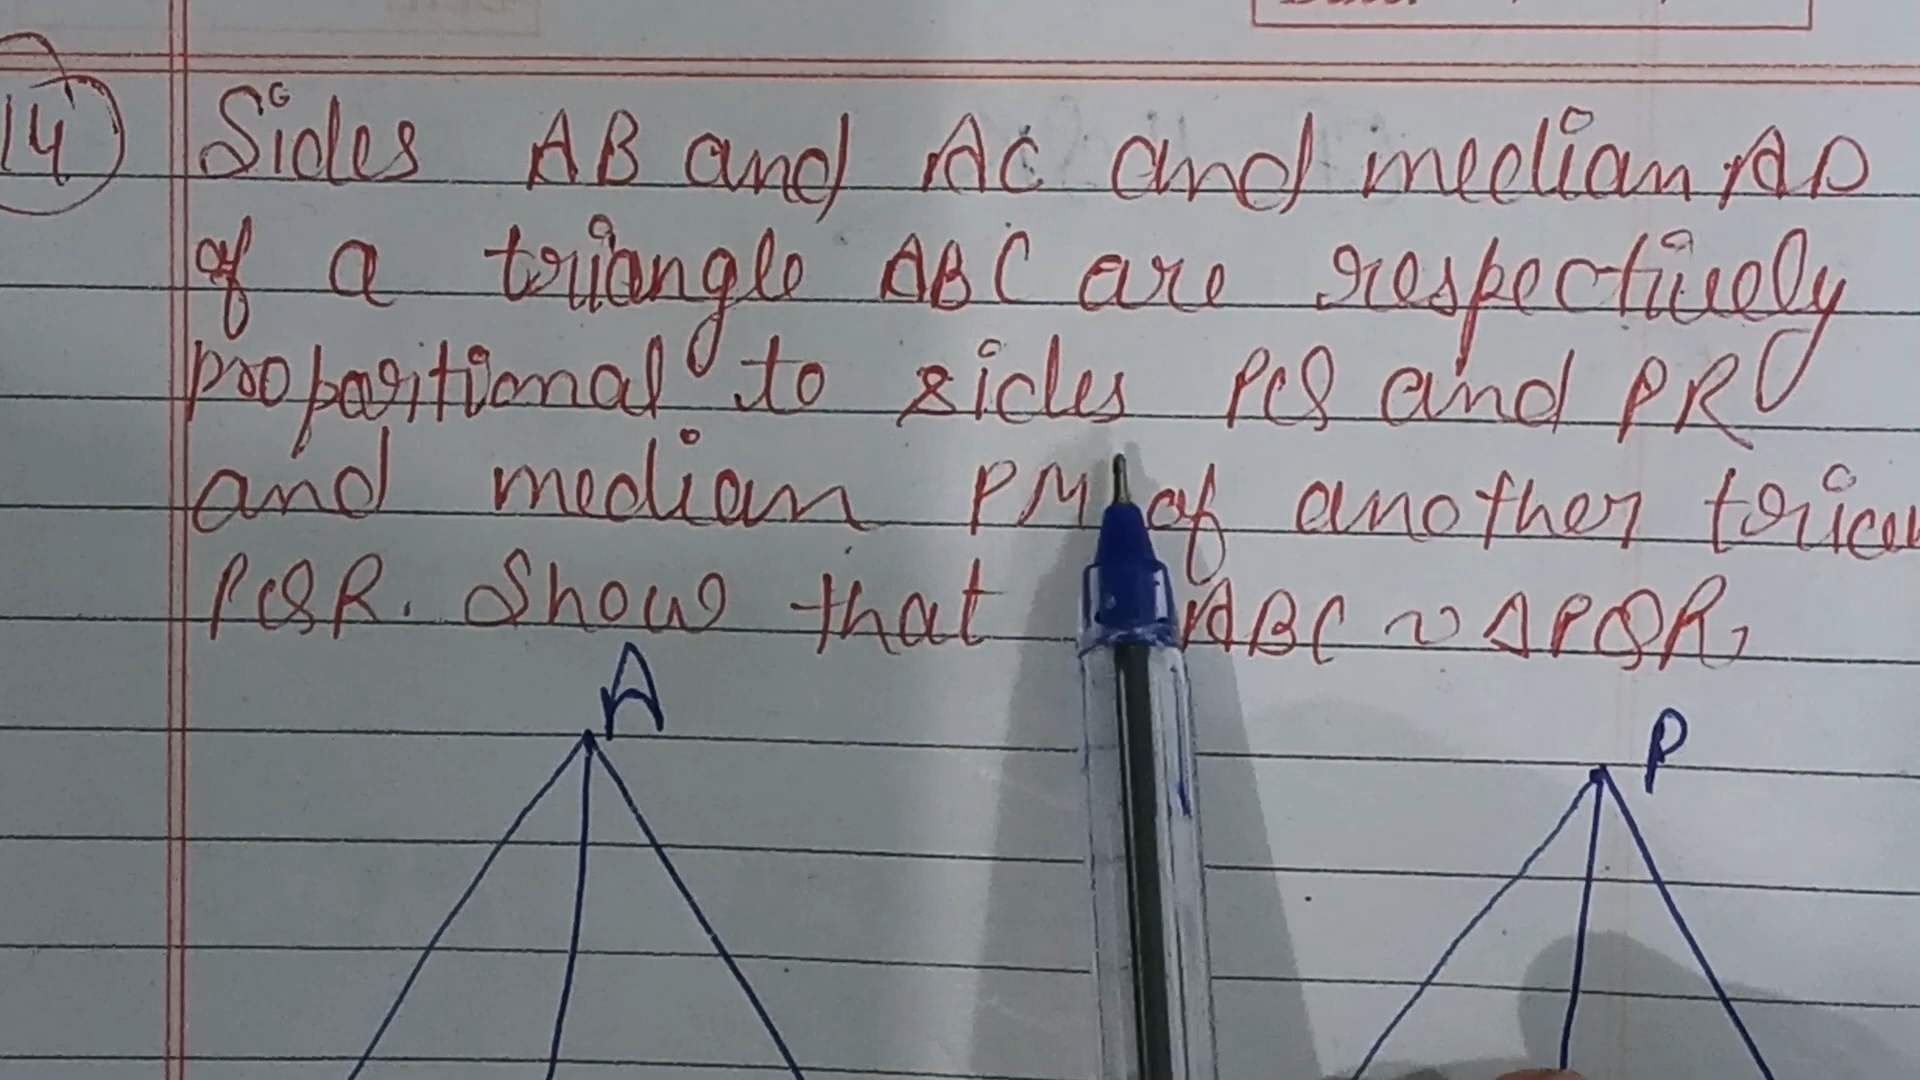 14 Sides AB and AC and median AD
of a triangle ABC are respectively
proportional to sides PQ and PR
and median PM of another
PQR. Show that ABC ~ ΔPQR,
A
P